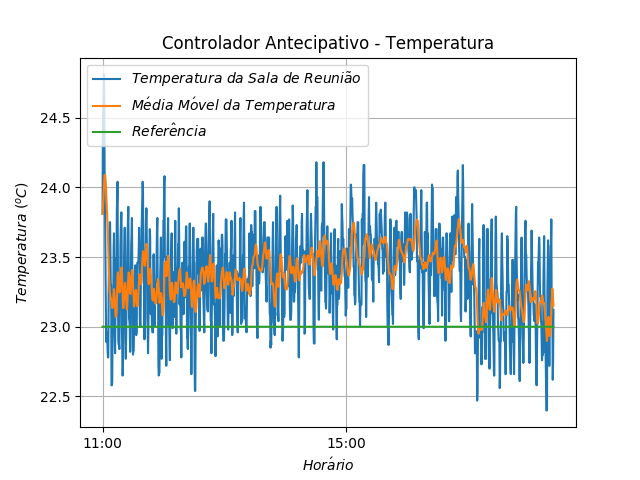 Controlador Antecipativo - Temperatura
Temperatura da Sala de Reunião
Média Móvel da Temperatura
Referência
24.5
24.0
23.5
23.0
22.5
Temperatura (ºC)
11:00
15:00
Horário